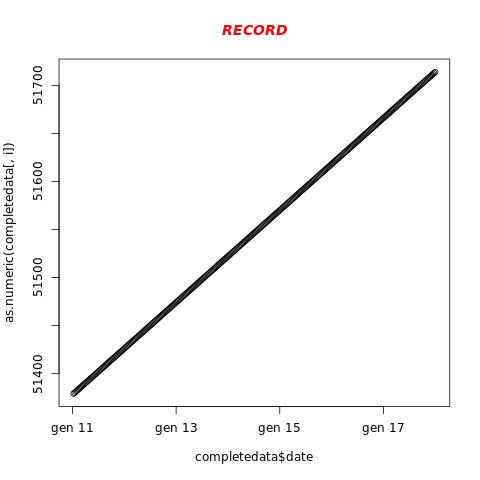 RECORD
as.numeric(completedata[, i])
51700
51600
51500
51400
gen 11 gen 13 gen 15 gen 17
completedata$date